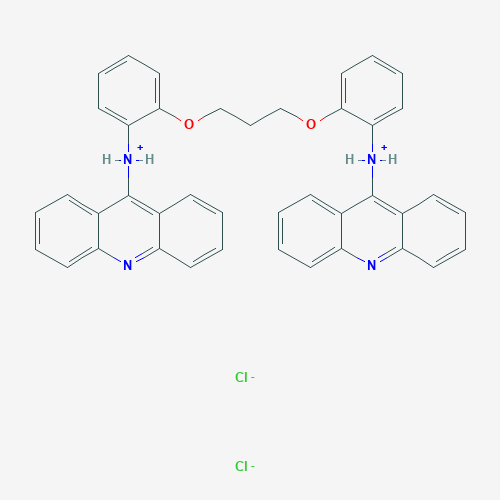 O O
+ +
H N H H N H
N N
Cl -
Cl -